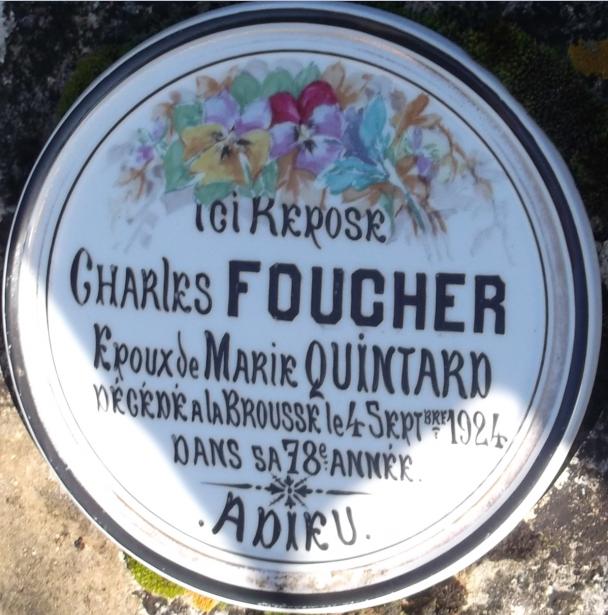 Ici Repose
Charles FOUCHER
Epoux de Marie QUINTARD
DÉCÉDÉ à la BROUSSE le 4 SEPTBRE 1924
DANS SA 78e ANNÉE.
. ADIEU .